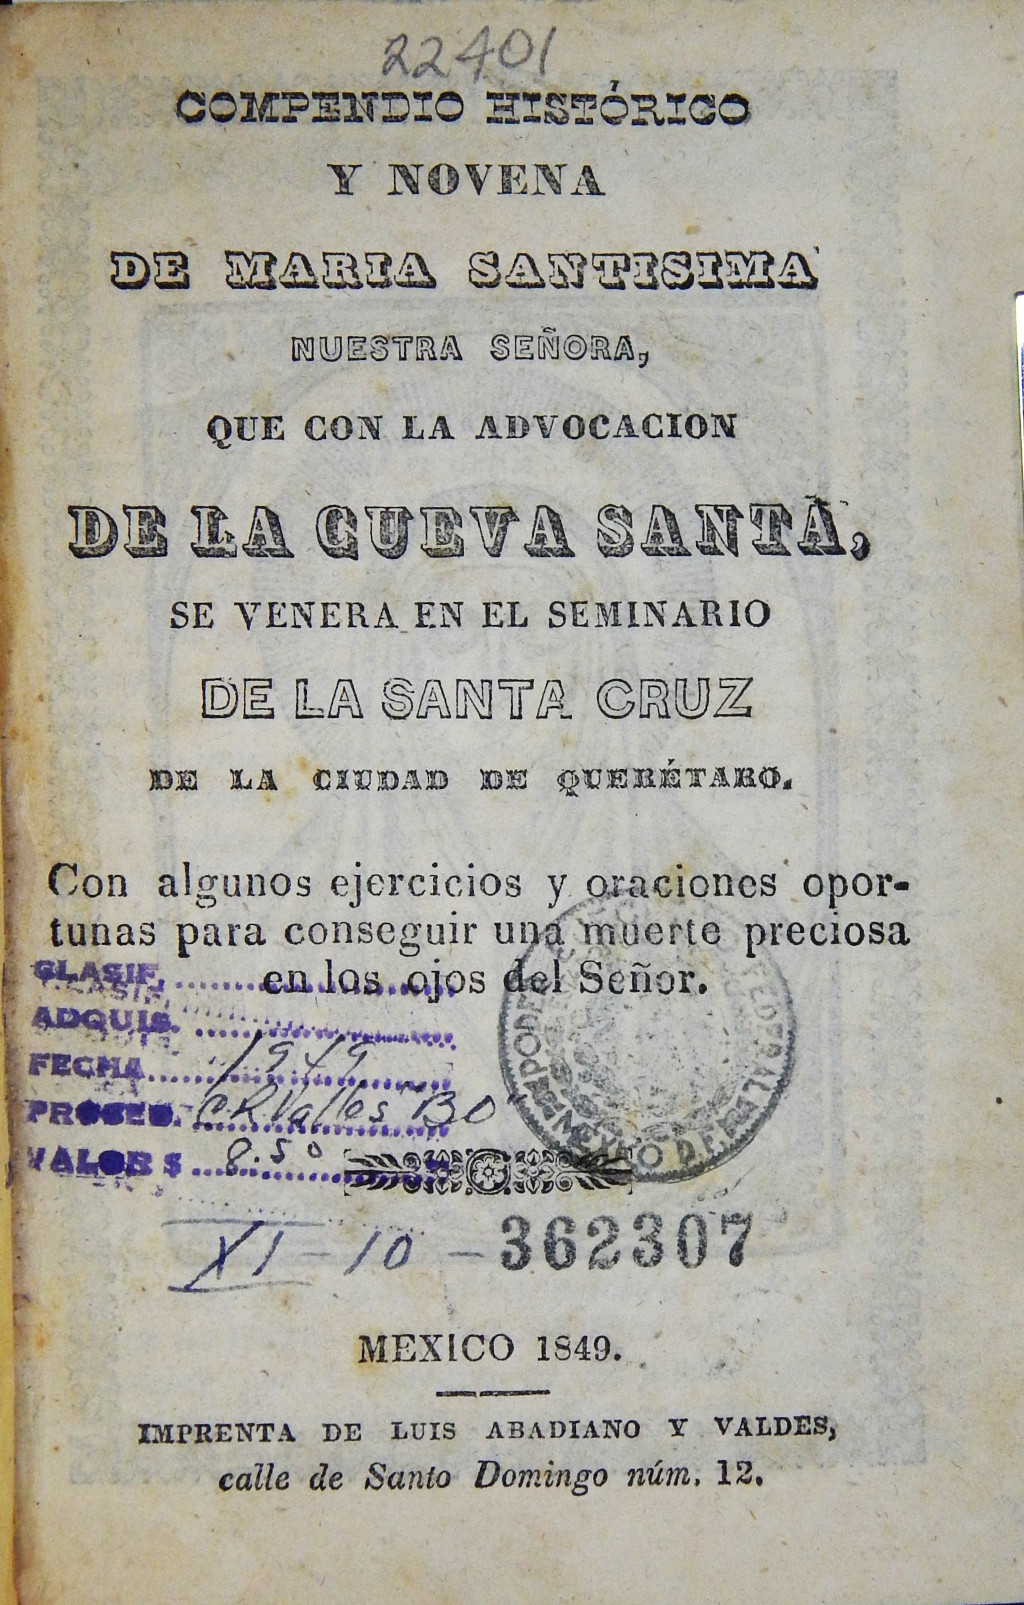 22401
COMPENDIO HISTÓRICO
Y NOVENA
DE MARIA SANTISIMA
NUESTRA SEÑORA,
QUE CON LA ADVOCACION
DE LA CUEVA SANTA,
SE VENERA EN EL SEMINARIO
DE LA SANTA CRUZ
DE LA CIUDAD DE QUERÉTARO.
Con algunos ejercicios y oraciones opor-
tunas para conseguir una muerte preciosa
en los ojos del Señor.
CLASIF.
ADQUIS.
FECHA 1949
PROCED. C.R. Valles
VALOR $ 8.50
XI-10-362307
MEXICO 1849.
IMPRENTA DE LUIS ABADIANO Y VALDES,
calle de Santo Domingo núm. 12.